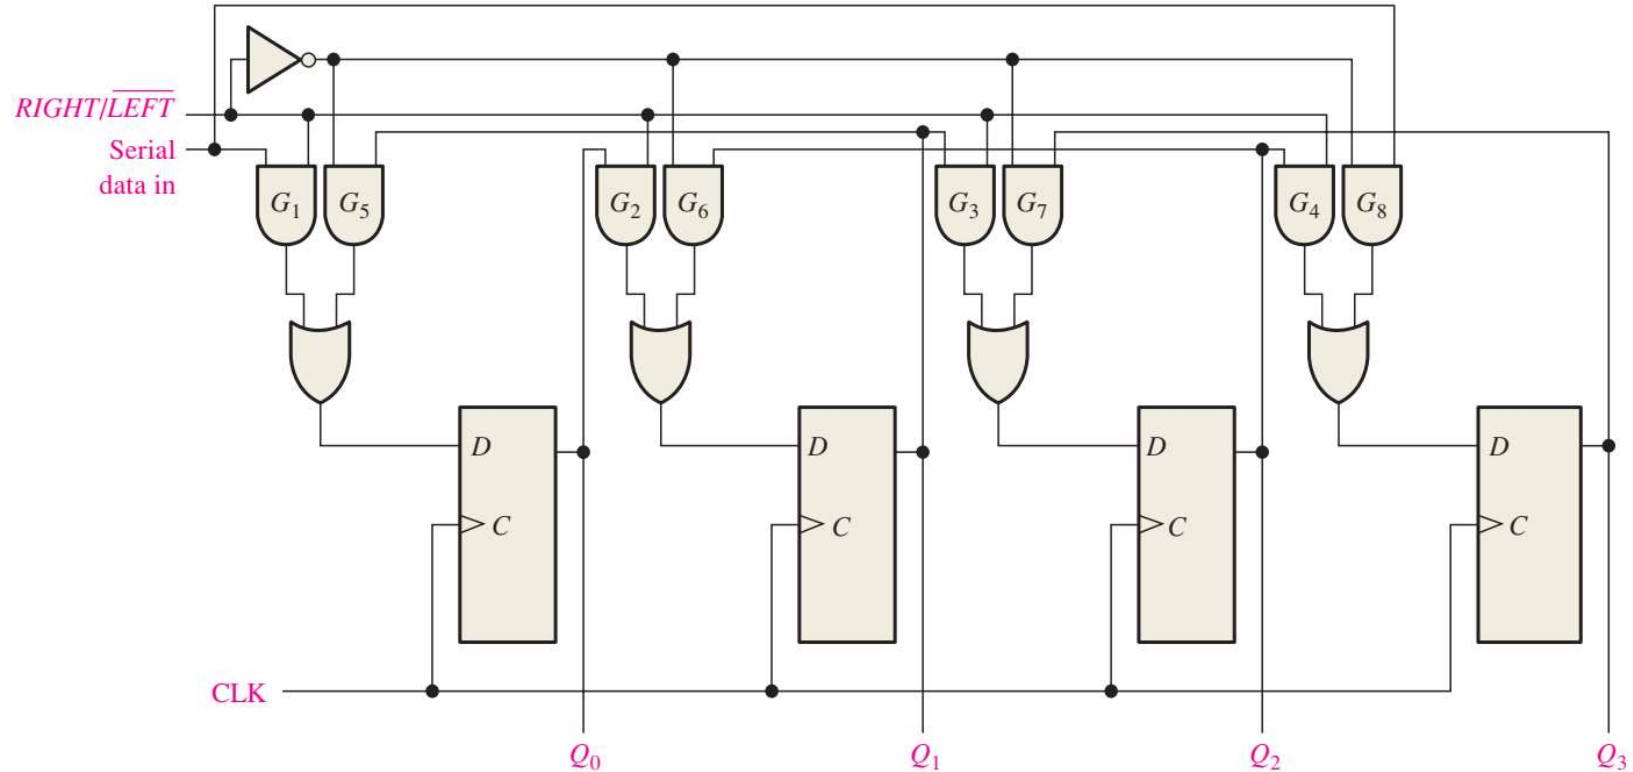 RIGHT/LEFT
Serial
data in
G1
G5
G2
G6
G3
G7
G4
G8
D
D
D
D
C
C
C
C
CLK
Q0
Q1
Q2
Q3